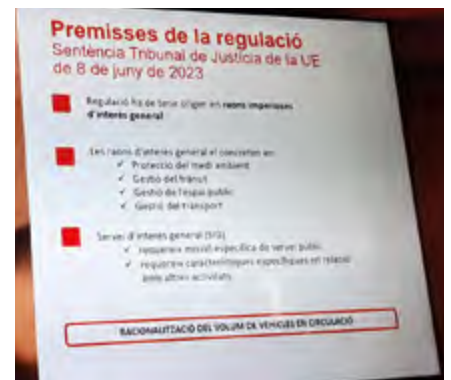 Premisses de la regulació
Sentència Tribunal de Justícia de la UE
de 8 de juny de 2023
Regulació ha de tenir origen en raons imperioses
d'interès general
Les raons d'interès general es concreten en:
✓ Protecció del medi ambient
✓ Gestió del trànsit
✓ Gestió de l'espai públic
✓ Gestió del transport
Servei d'interès general (SIG)
✓ requereix missió específica de servei públic
✓ requereix característiques específiques en relació
amb altres activitats
RACIONALITZACIÓ DEL VOLUM DE VEHICLES EN CIRCULACIÓ